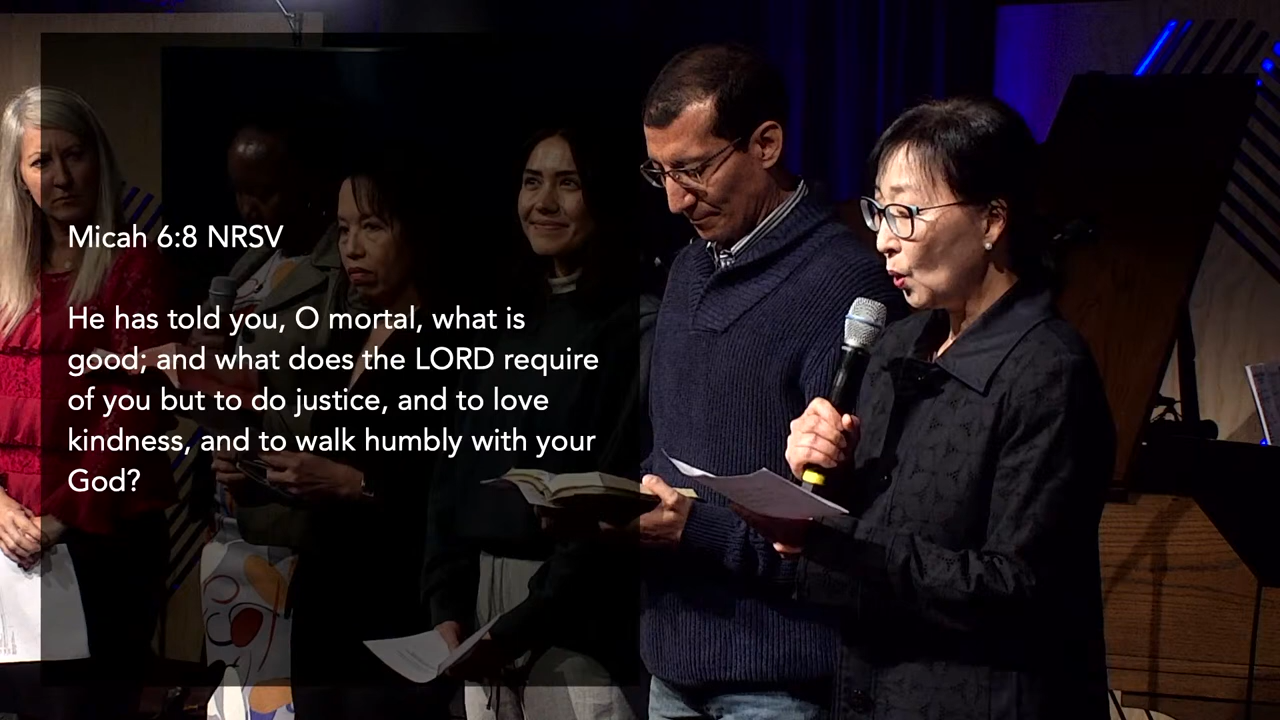 Micah 6:8 NRSV
He has told you, O mortal, what is
good; and what does the LORD require
of you but to do justice, and to love
kindness, and to walk humbly with your
God?